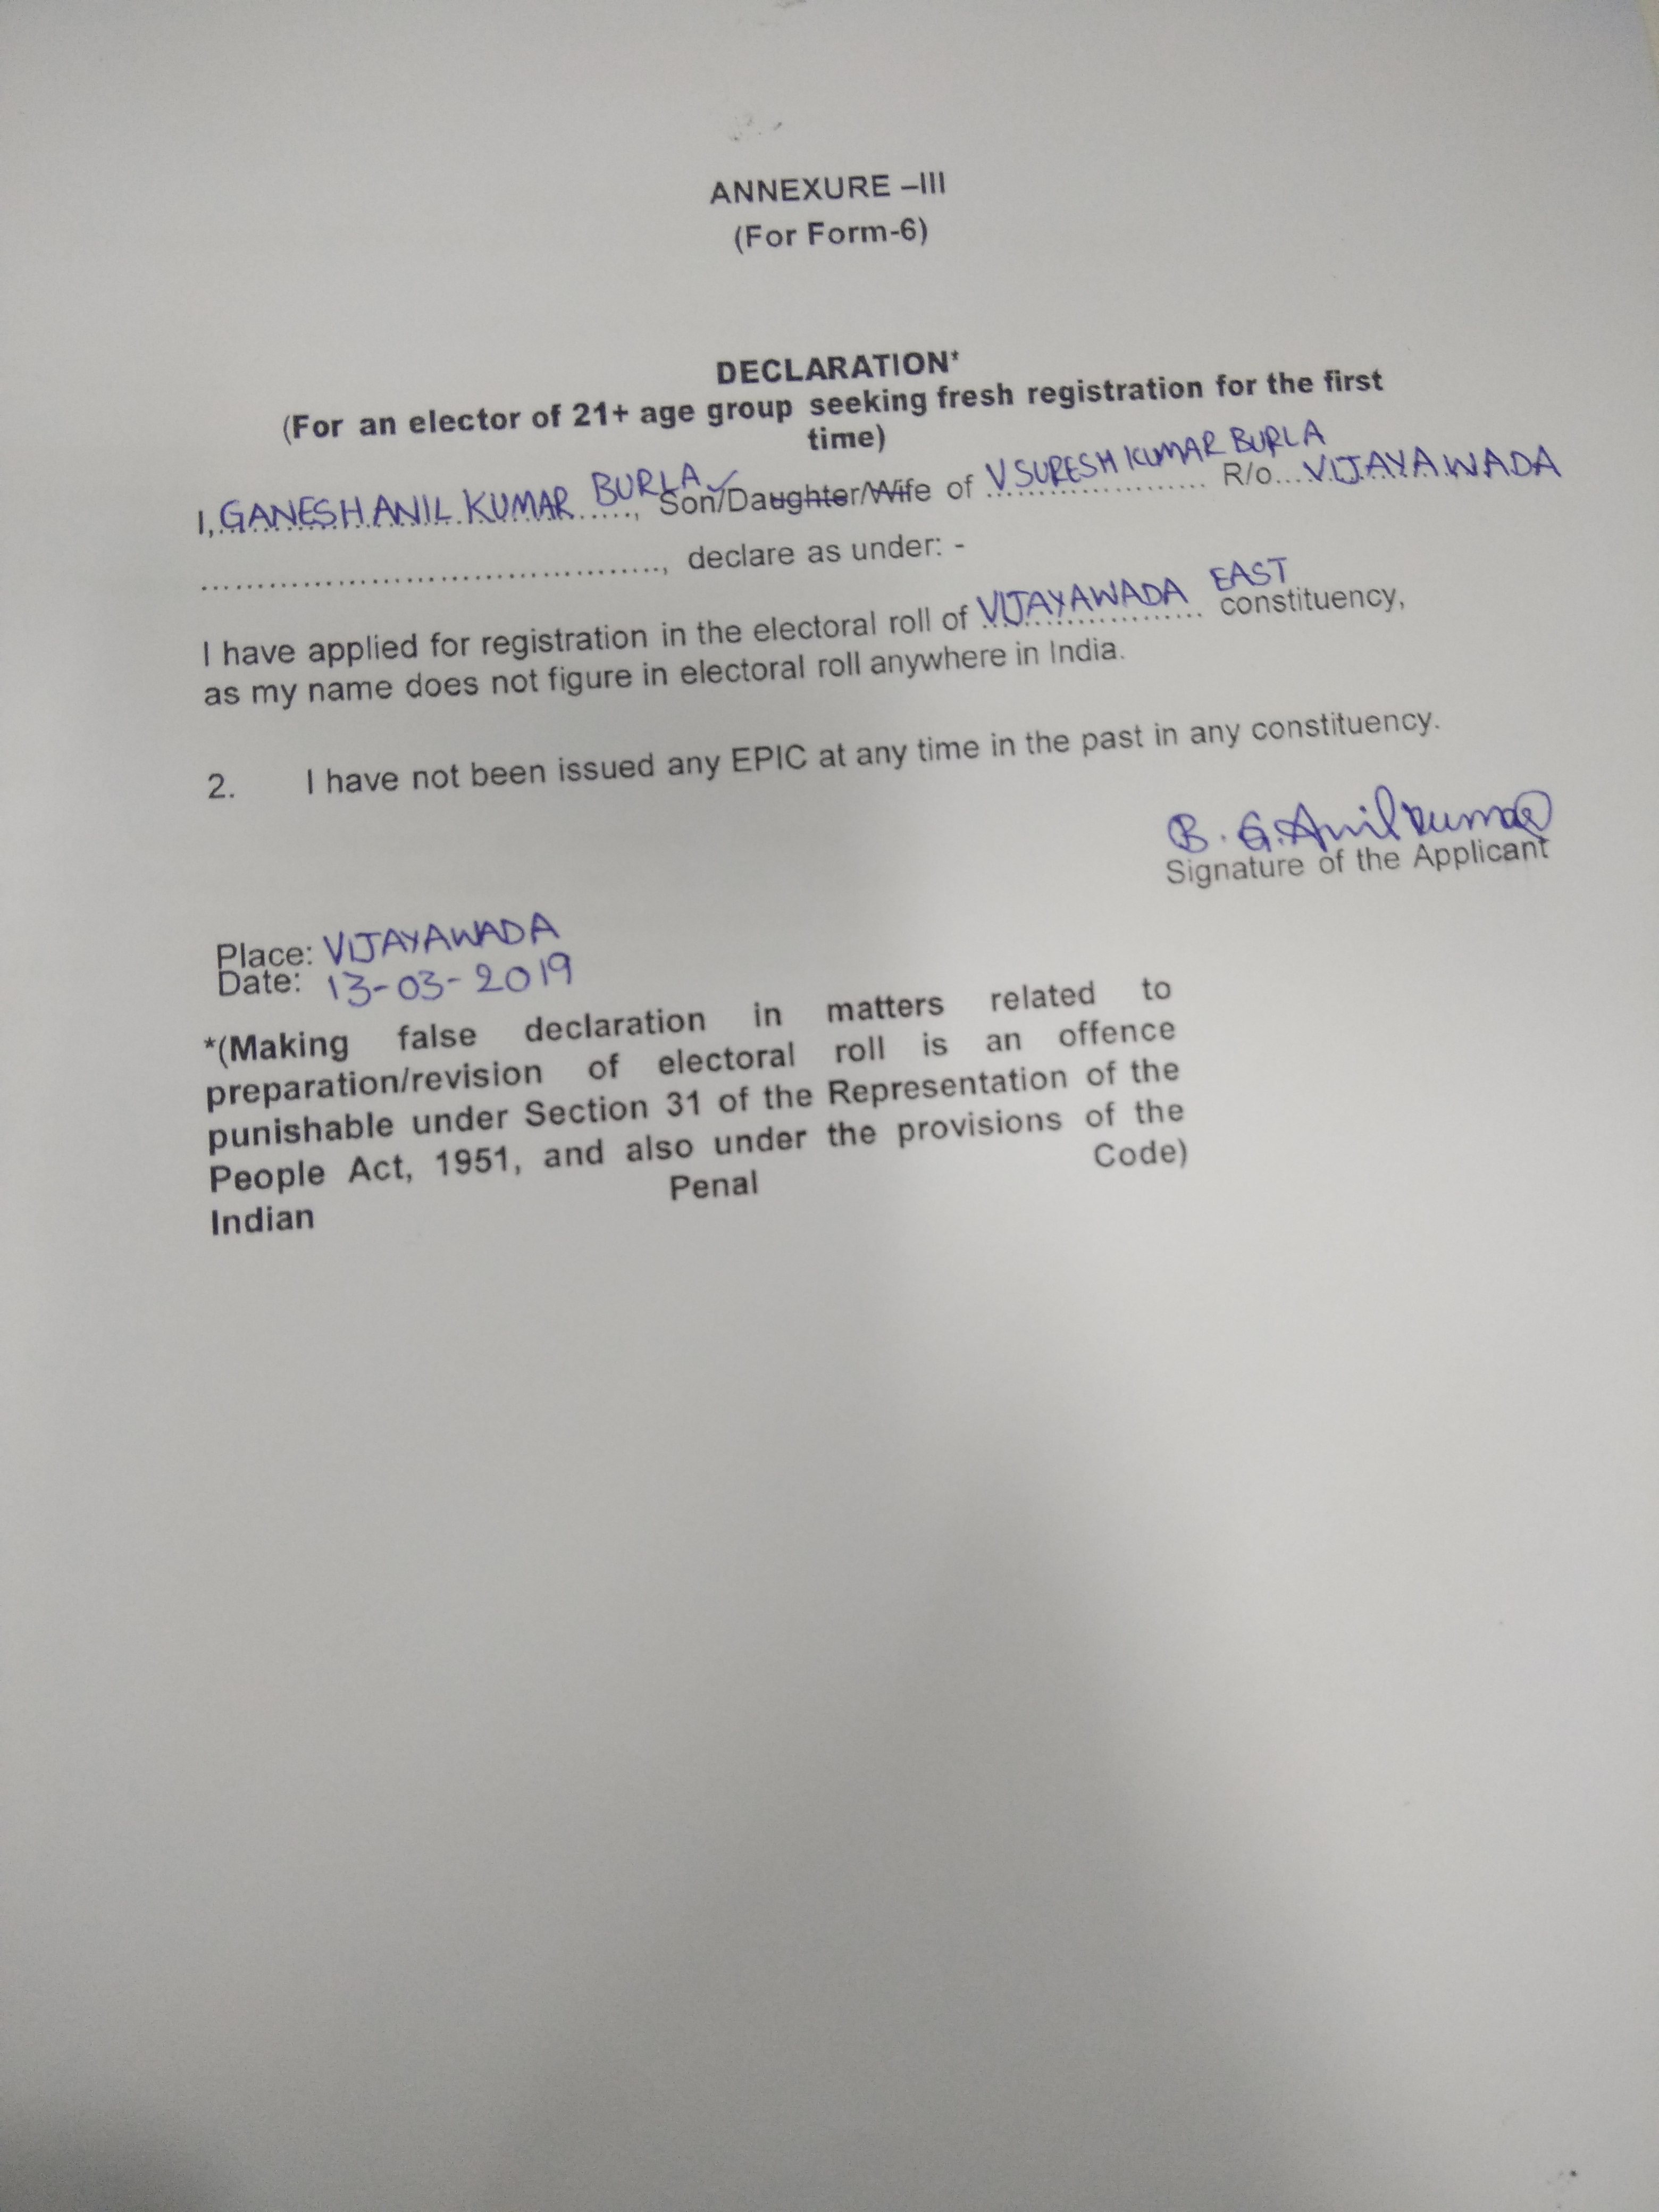 ANNEXURE –III
(For Form-6)
DECLARATION*
(For an elector of 21+ age group seeking fresh registration for the first
time)
I, GANESH ANIL KUMAR BURLA ✓, Son/Daughter/Wife of V SURESH KUMAR BURLA R/o.... VIJAYAWADA
.........................................., declare as under: -
I have applied for registration in the electoral roll of VIJAYAWADA EAST constituency,
as my name does not figure in electoral roll anywhere in India.
2. I have not been issued any EPIC at any time in the past in any constituency.
B. G. Anil kumar
Signature of the Applicant
Place: VIJAYAWADA
Date: 13-03-2019
*(Making false declaration in matters related to
preparation/revision of electoral roll is an offence
punishable under Section 31 of the Representation of the
People Act, 1951, and also under the provisions of the
Indian Penal Code)